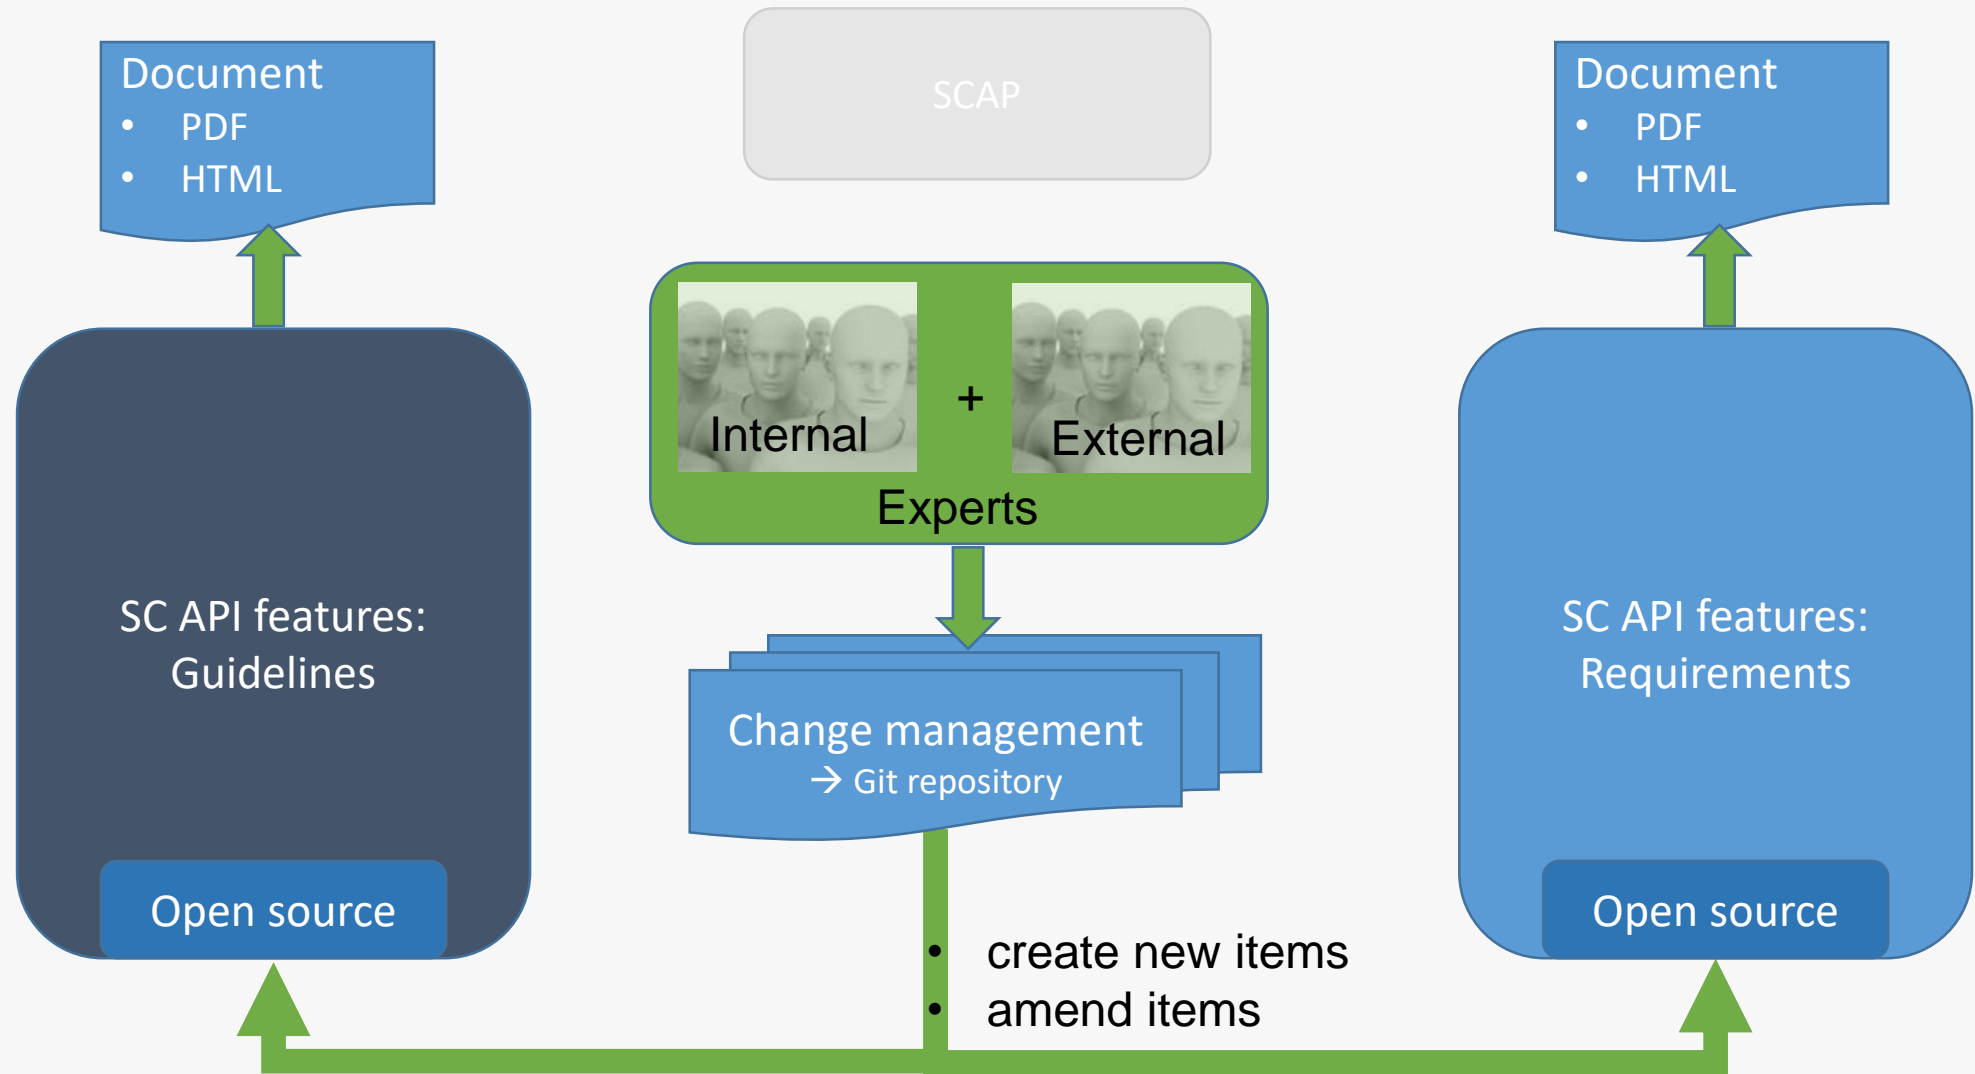 Document
• PDF
• HTML
SCAP
Document
• PDF
• HTML
Internal
+
External
Experts
SC API features:
Guidelines
Change management
→ Git repository
SC API features:
Requirements
Open source
• create new items
• amend items
Open source